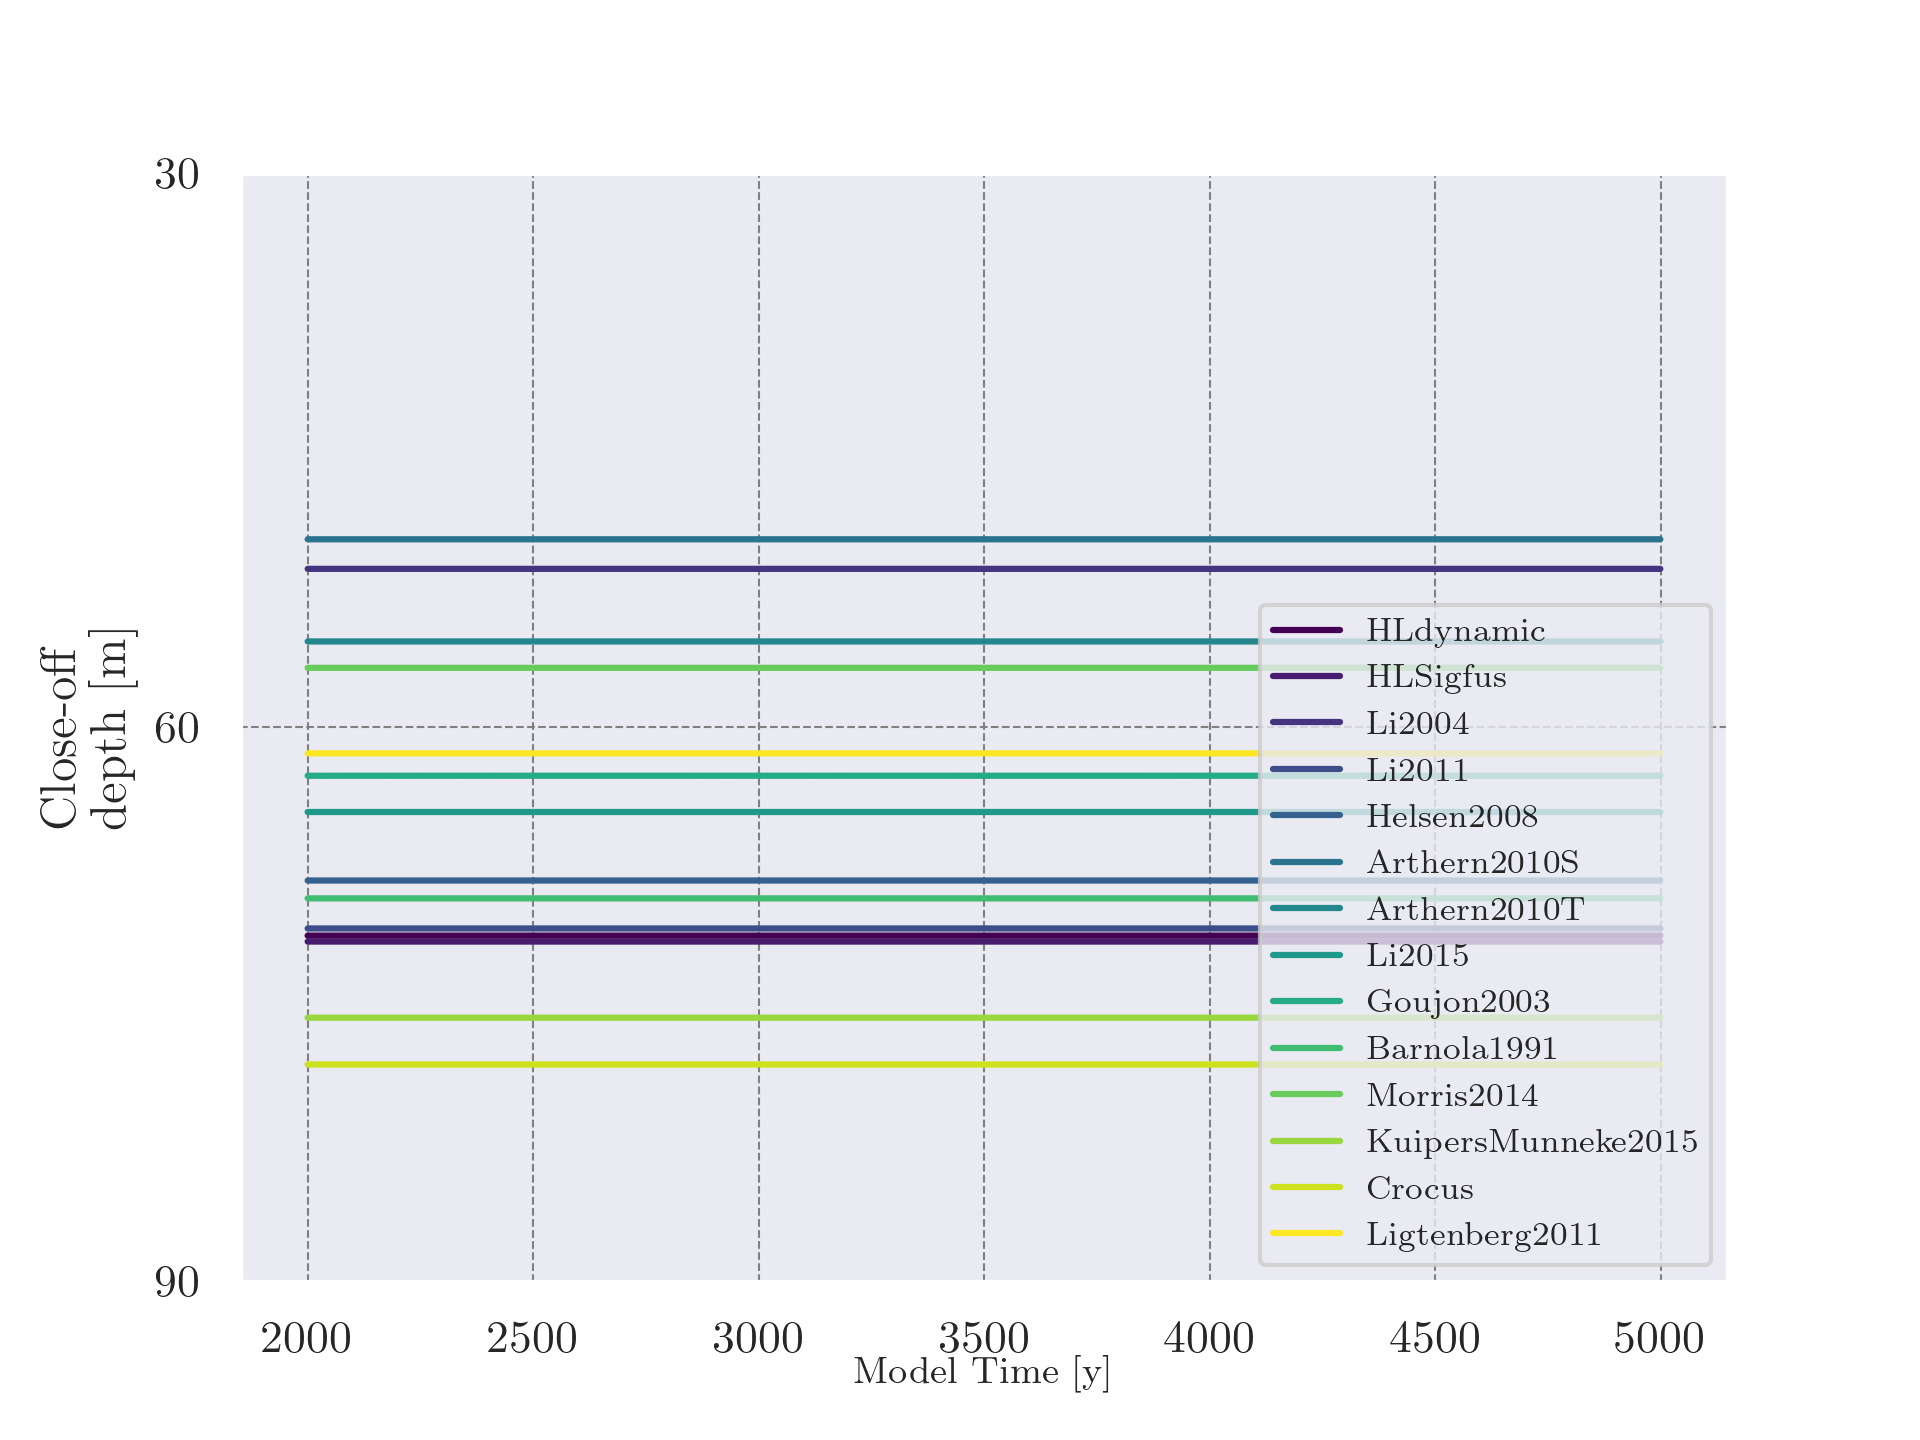 30
60
90
Close-off
depth [m]
HLdynamic
HLSigfus
Li2004
Li2011
Helsen2008
Arthern2010S
Arthern2010T
Li2015
Goujon2003
Barnola1991
Morris2014
KuipersMunneke2015
Crocus
Ligtenberg2011
2000 2500 3000 3500 4000 4500 5000
Model Time [y]